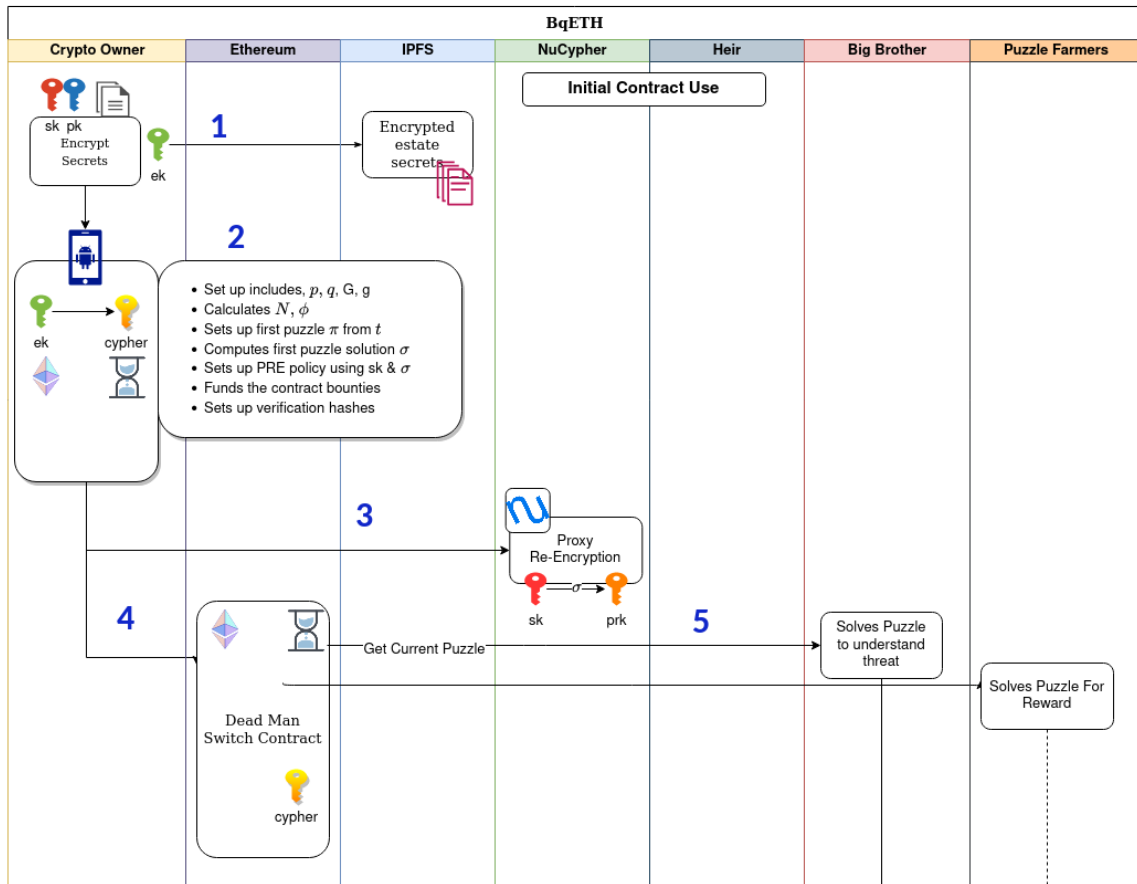 BqETH
Crypto Owner
Ethereum
IPFS
NuCypher
Heir
Big Brother
Puzzle Farmers
Initial Contract Use
sk pk
Encrypt
Secrets
ek
1
Encrypted
estate
secrets
2
ek
cypher
• Set up includes, p, q, G, g
• Calculates N, ϕ
• Sets up first puzzle π from t
• Computes first puzzle solution σ
• Sets up PRE policy using sk & σ
• Funds the contract bounties
• Sets up verification hashes
3
Proxy
Re-Encryption
σ
sk
prk
4
5
Get Current Puzzle
Solves Puzzle
to understand
threat
Solves Puzzle For
Reward
Dead Man
Switch Contract
cypher